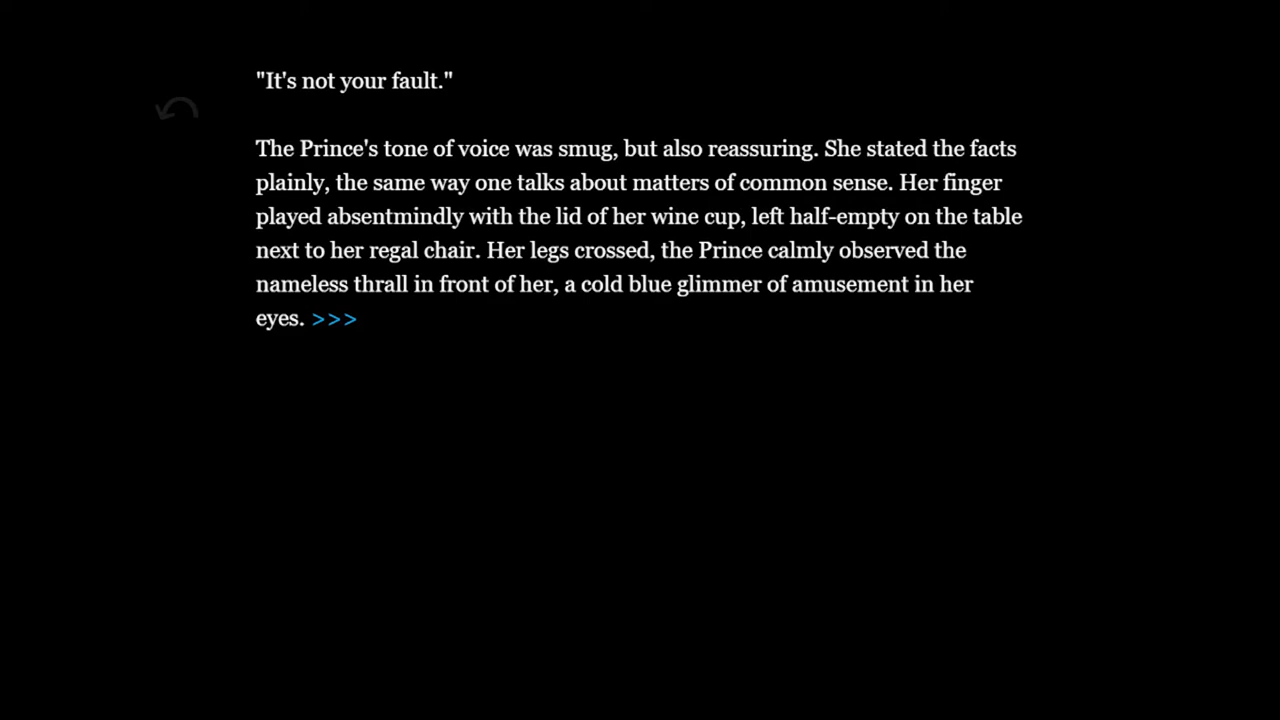 "It's not your fault."
The Prince's tone of voice was smug, but also reassuring. She stated the facts
plainly, the same way one talks about matters of common sense. Her finger
played absentmindly with the lid of her wine cup, left half-empty on the table
next to her regal chair. Her legs crossed, the Prince calmly observed the
nameless thrall in front of her, a cold blue glimmer of amusement in her
eyes. >>>